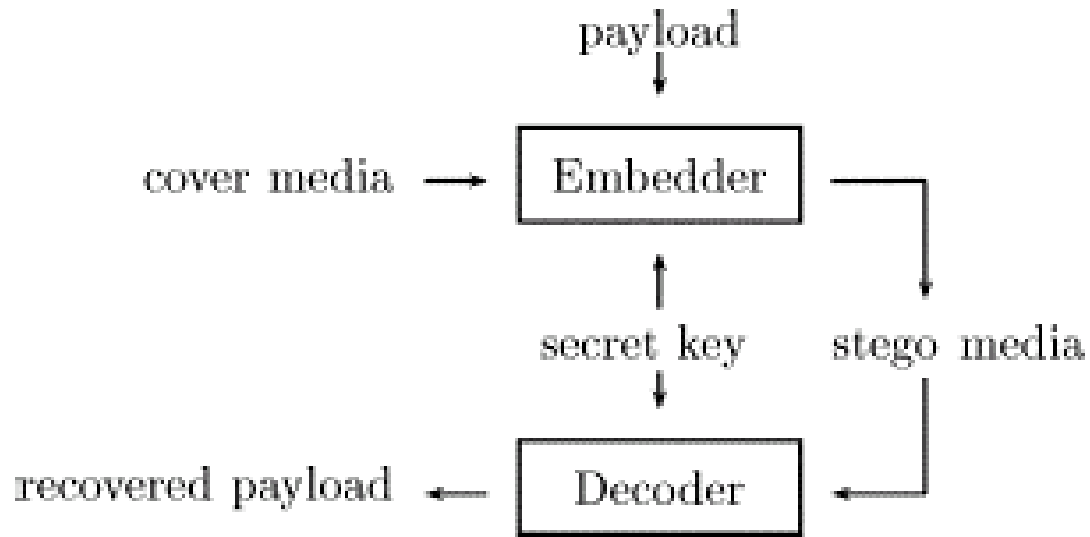 payload
cover media
Embedder
secret key
stego media
recovered payload
Decoder